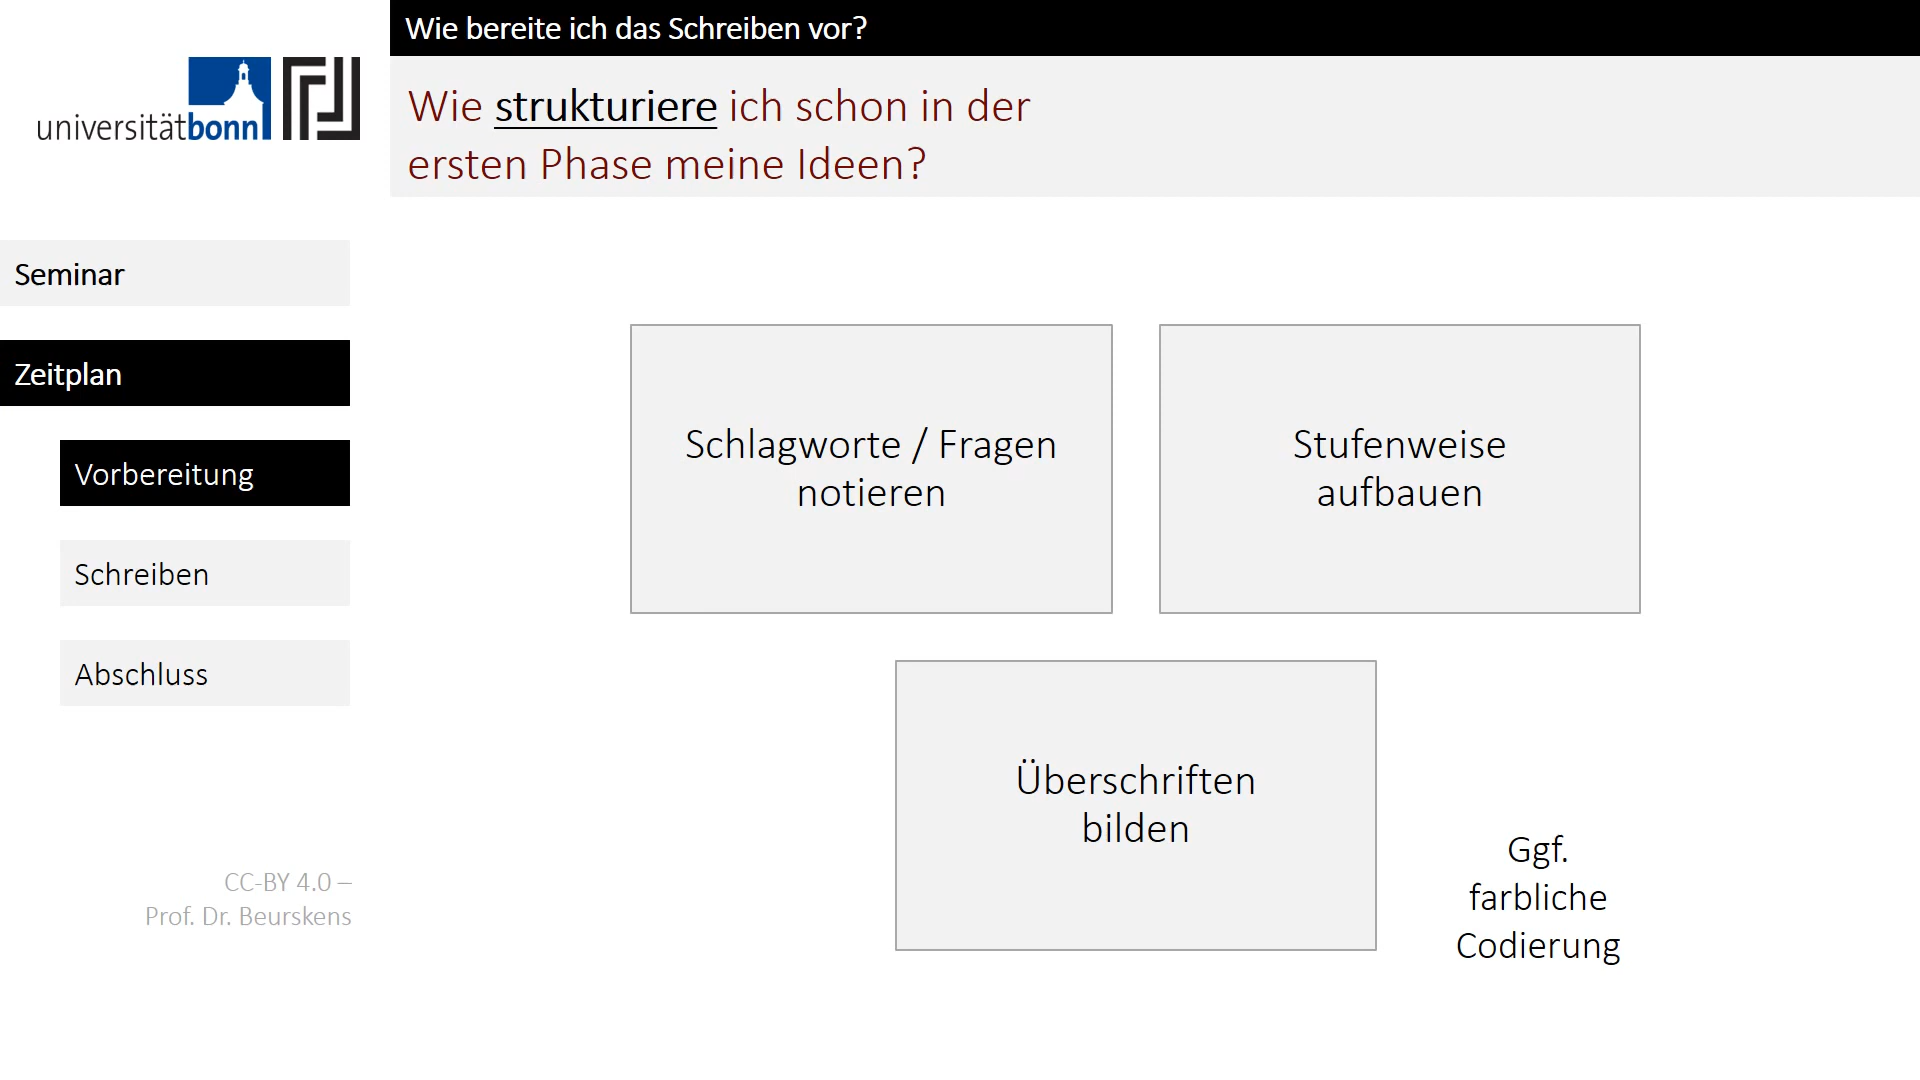 Wie bereite ich das Schreiben vor?
universitätbonn
Wie strukturiere ich schon in der
ersten Phase meine Ideen?
Seminar
Zeitplan
Vorbereitung
Schreiben
Abschluss
CC-BY 4.0 –
Prof. Dr. Beurskens
Schlagworte / Fragen
notieren
Stufenweise
aufbauen
Überschriften
bilden
Ggf.
farbliche
Codierung